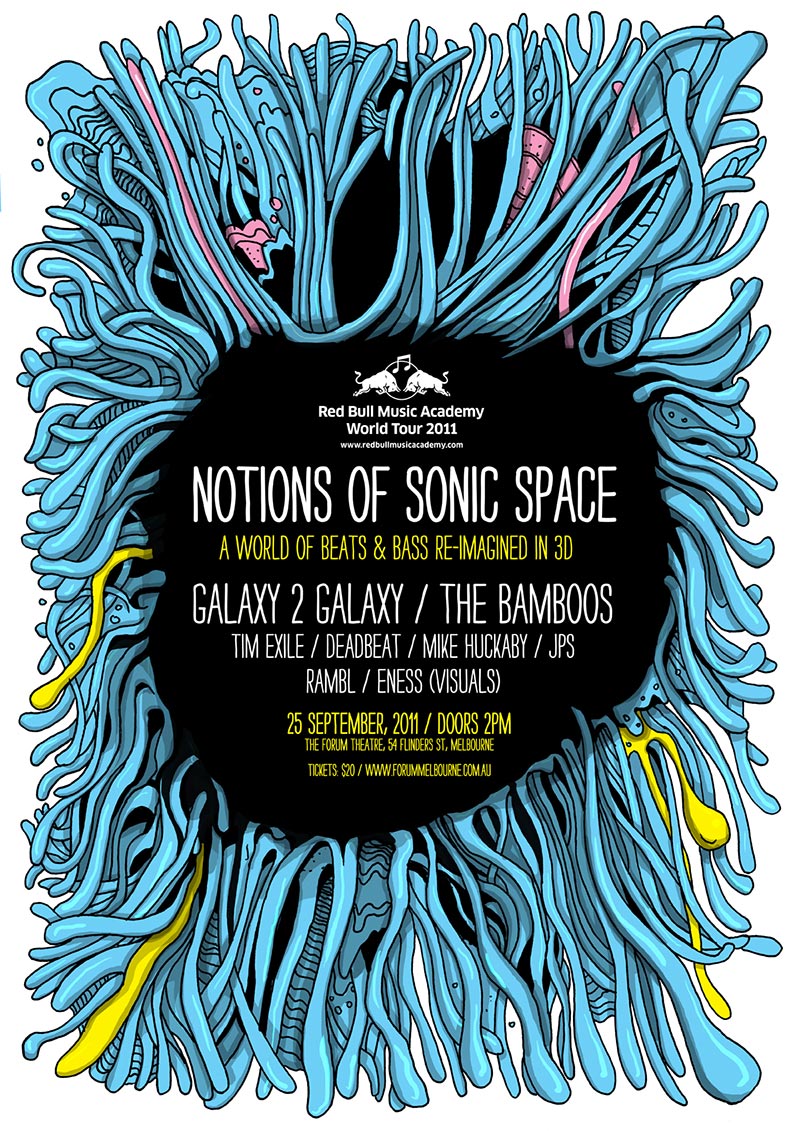 Red Bull Music Academy
World Tour 2011
www.redbullmusicacademy.com
NOTIONS OF SONIC SPACE
A WORLD OF BEATS & BASS RE-IMAGINED IN 3D
GALAXY 2 GALAXY / THE BAMBOOS
TIM EXILE / DEADBEAT / MIKE HUCKABY / JPS
RAMBL / ENESS (VISUALS)
25 SEPTEMBER, 2011 / DOORS 2PM
THE FORUM THEATRE, 54 FLINDERS ST, MELBOURNE
TICKETS: $20 / WWW.FORUMMELBOURNE.COM.AU